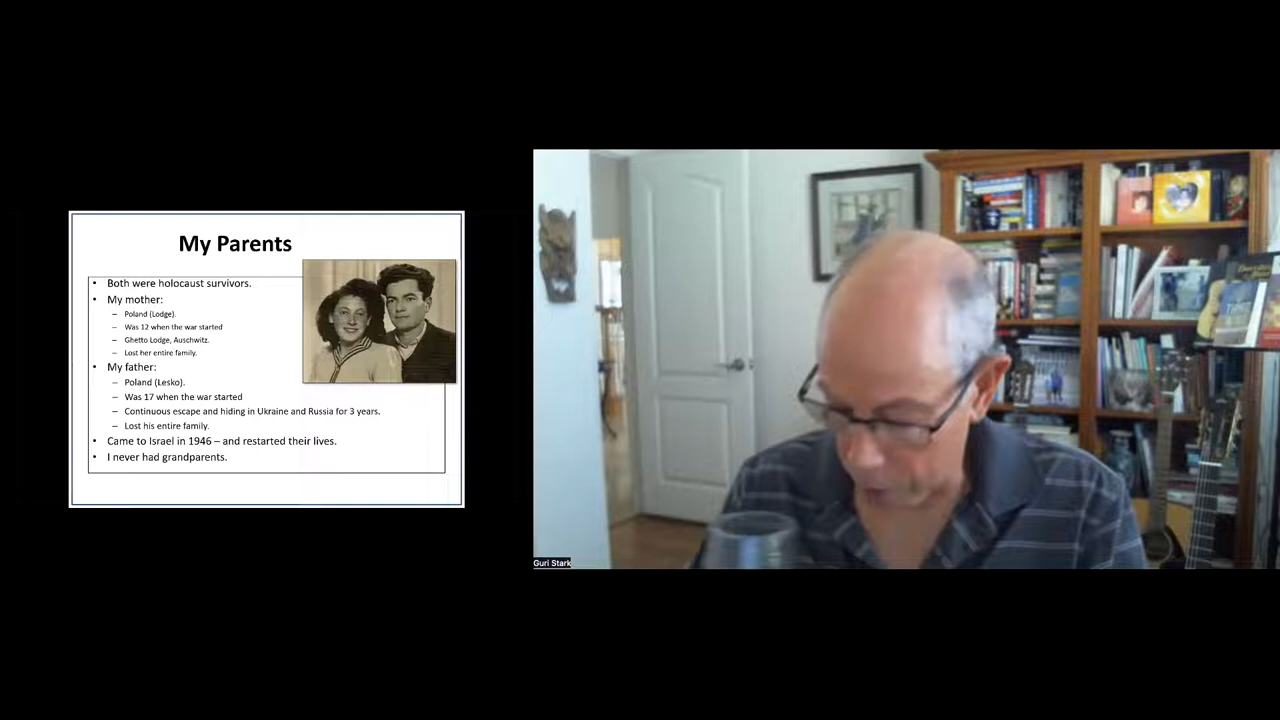 My Parents
• Both were holocaust survivors.
• My mother:
– Poland (Lodge).
– Was 12 when the war started
– Ghetto Lodge, Auschwitz.
– Lost her entire family.
• My father:
– Poland (Lesko).
– Was 17 when the war started
– Continuous escape and hiding in Ukraine and Russia for 3 years.
– Lost his entire family.
• Came to Israel in 1946 – and restarted their lives.
• I never had grandparents.
Guri Stark